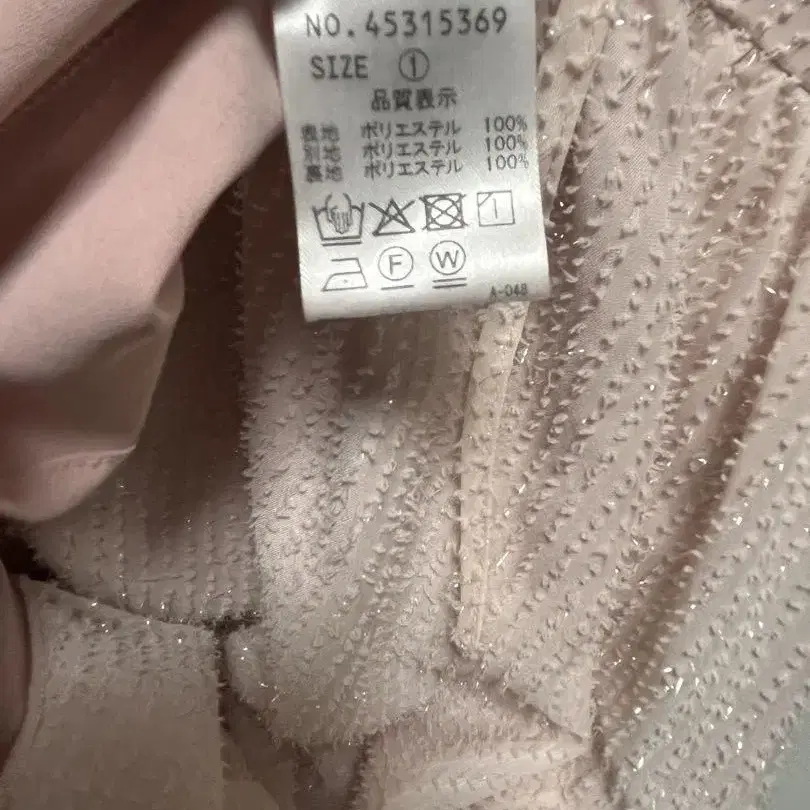 NO.45315369
SIZE ①
品質表示
表地 ポリエステル 100%
別地 ポリエステル 100%
裏地 ポリエステル 100%
F W
A-048